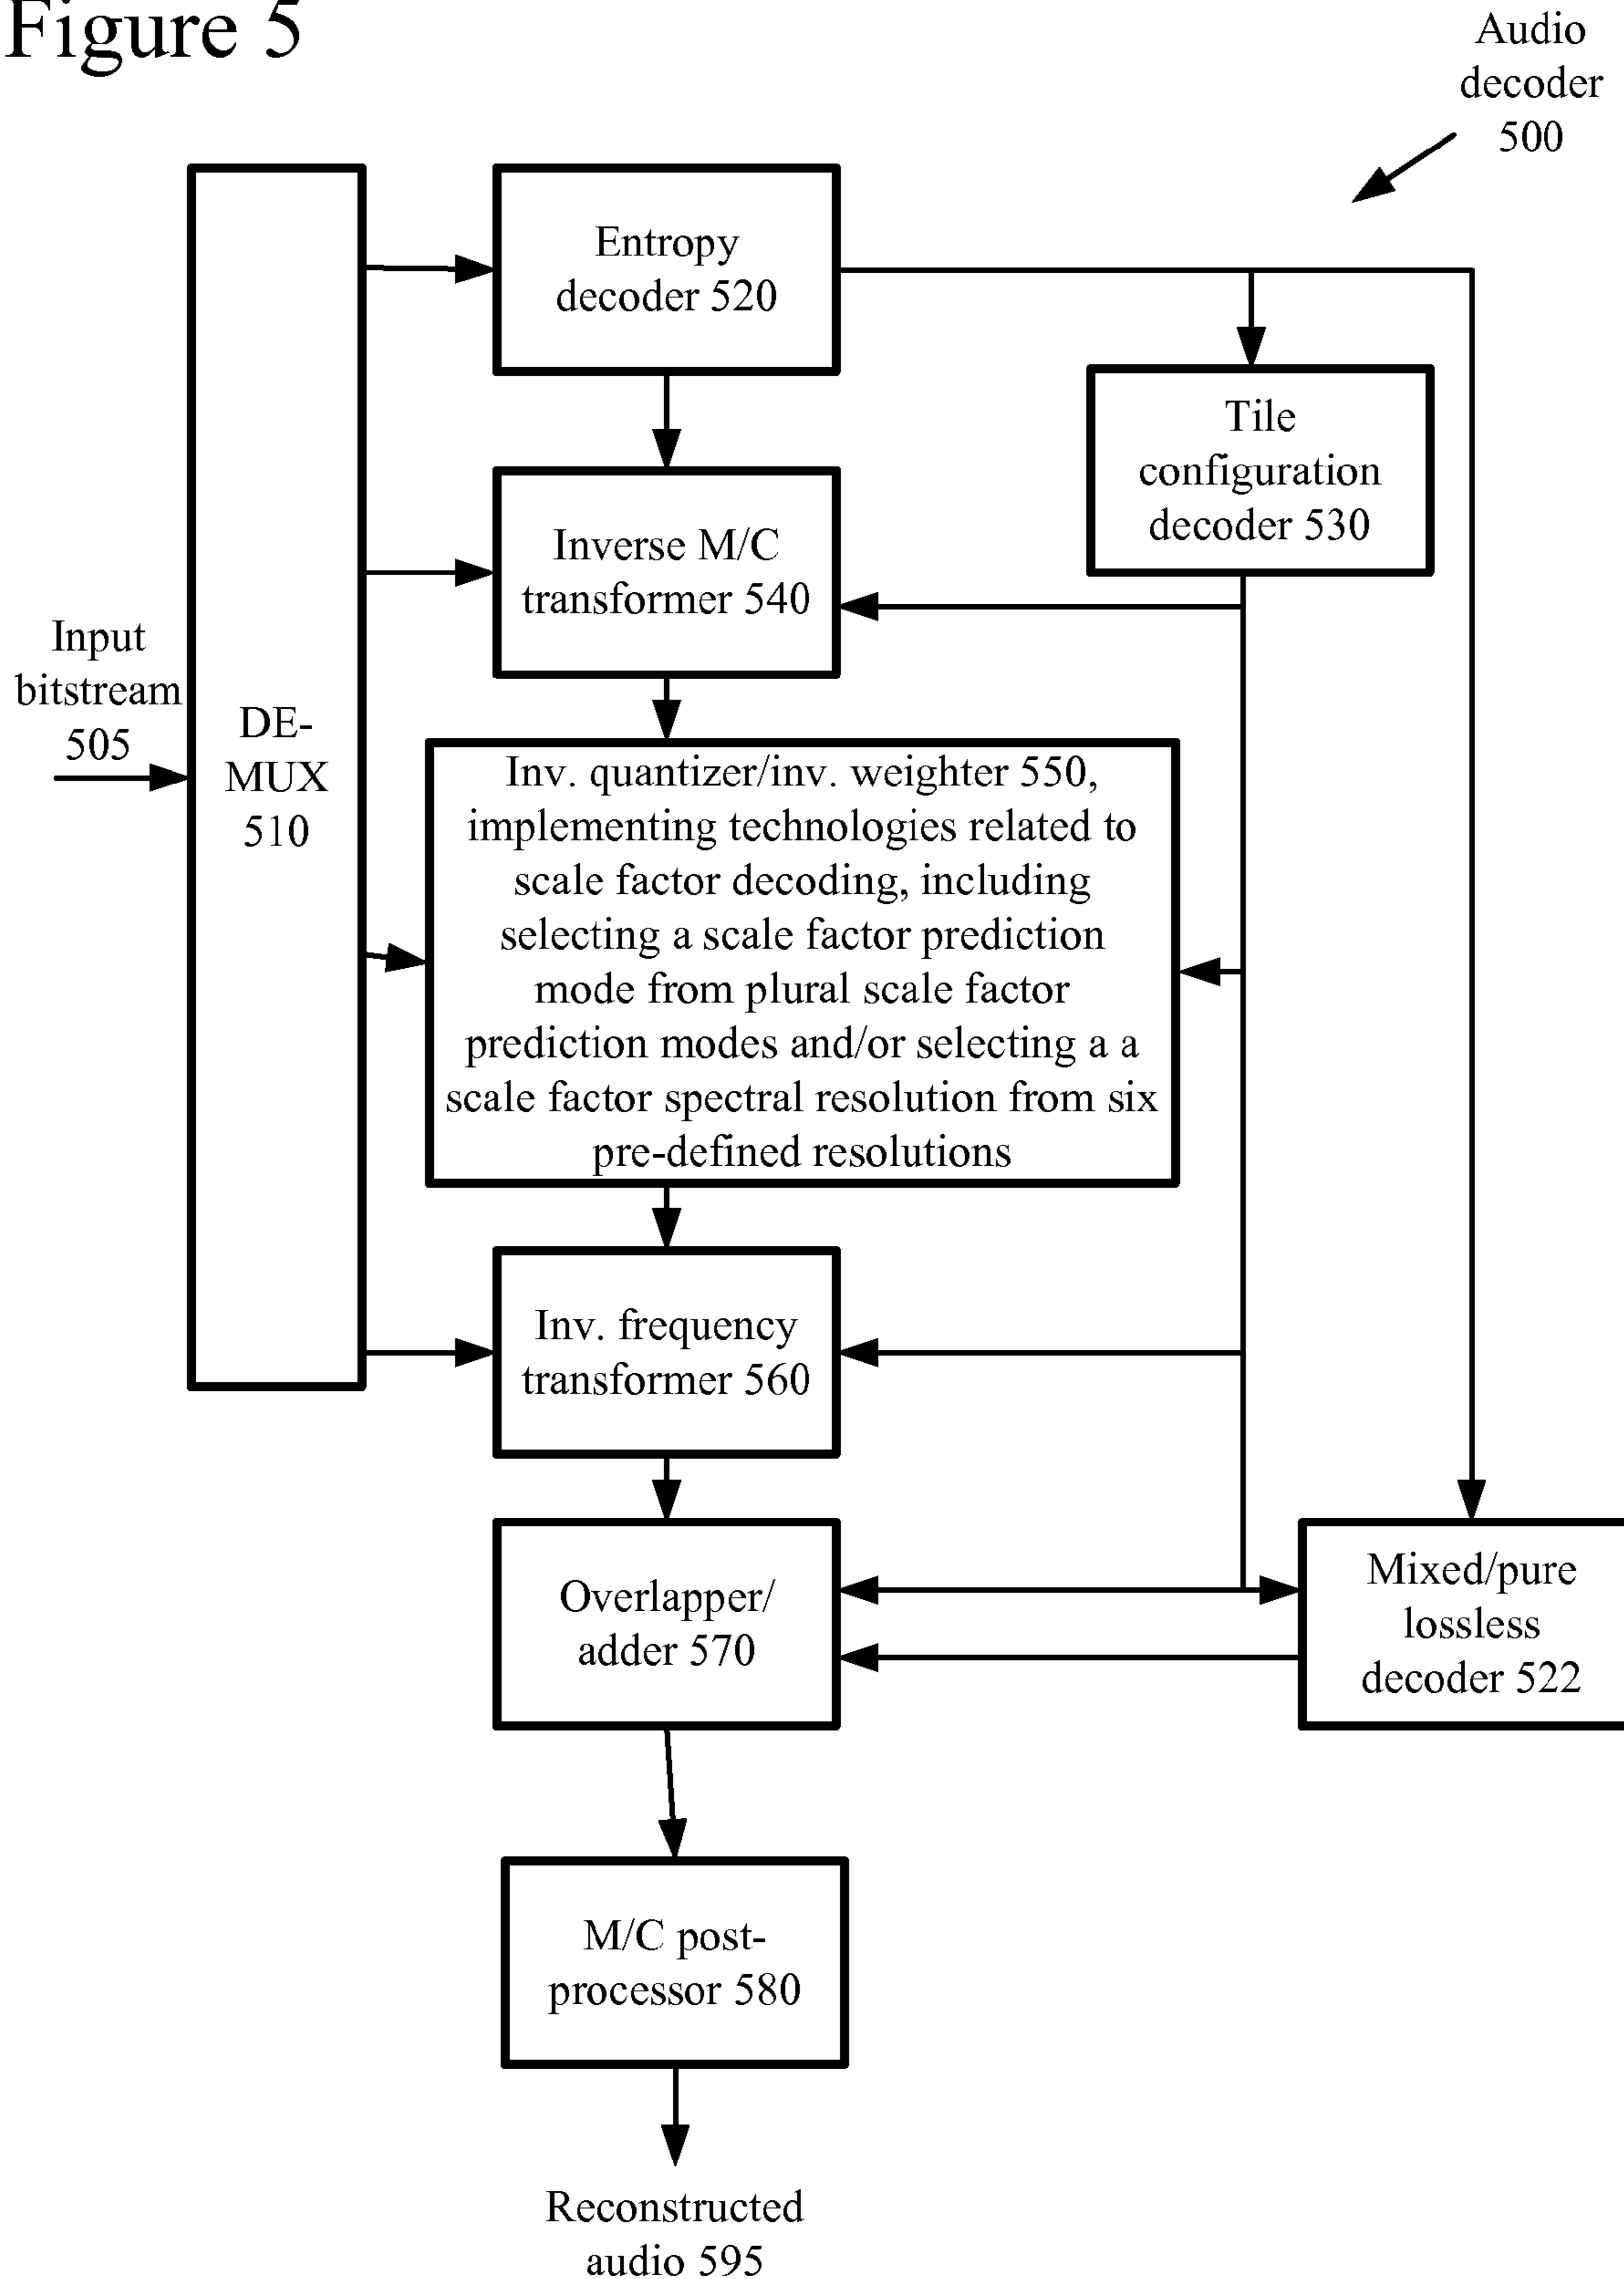 Figure 5
Audio
decoder
500
Entropy
decoder 520
Tile
configuration
decoder 530
Inverse M/C
transformer 540
Input
bitstream
505
DE-
MUX
510
Inv. quantizer/inv. weighter 550,
implementing technologies related to
scale factor decoding, including
selecting a scale factor prediction
mode from plural scale factor
prediction modes and/or selecting a a
scale factor spectral resolution from six
pre-defined resolutions
Inv. frequency
transformer 560
Overlapper/
adder 570
Mixed/pure
lossless
decoder 522
M/C post-
processor 580
Reconstructed
audio 595